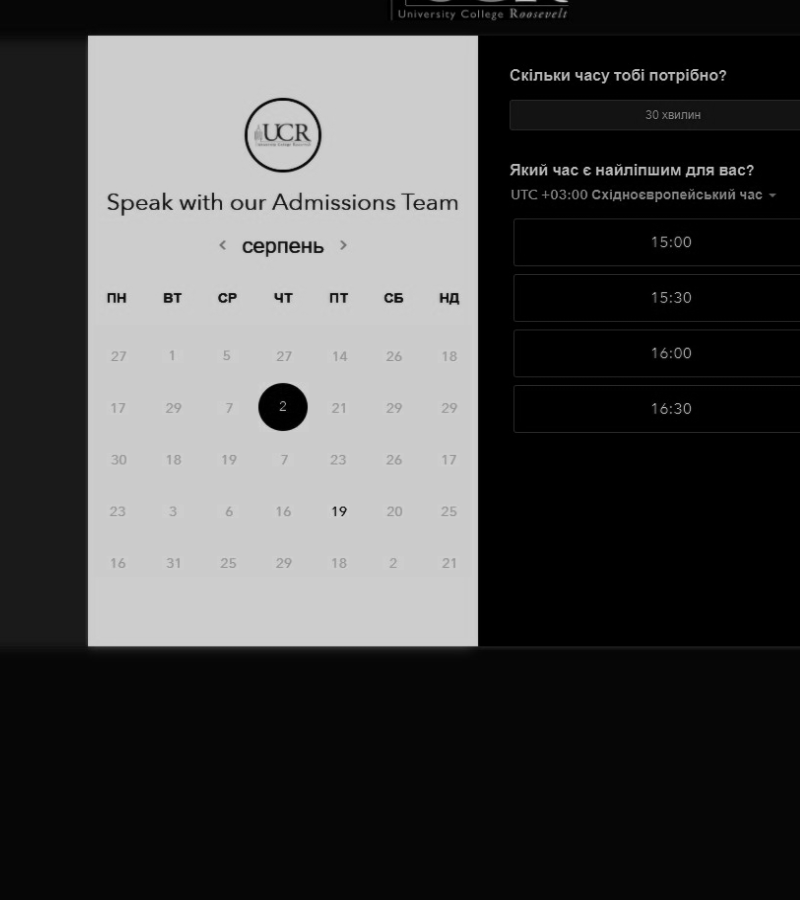 University College Roosevelt
UCR
University College Roosevelt
Speak with our Admissions Team
< серпень >
ПН ВТ СР ЧТ ПТ СБ НД
27 1 5 27 14 26 18
17 29 7 2 21 29 29
30 18 19 7 23 26 17
23 3 6 16 19 20 25
16 31 25 29 18 2 21
Скільки часу тобі потрібно?
30 хвилин
Який час є найліпшим для вас?
UTC +03:00 Східноєвропейський час
15:00
15:30
16:00
16:30